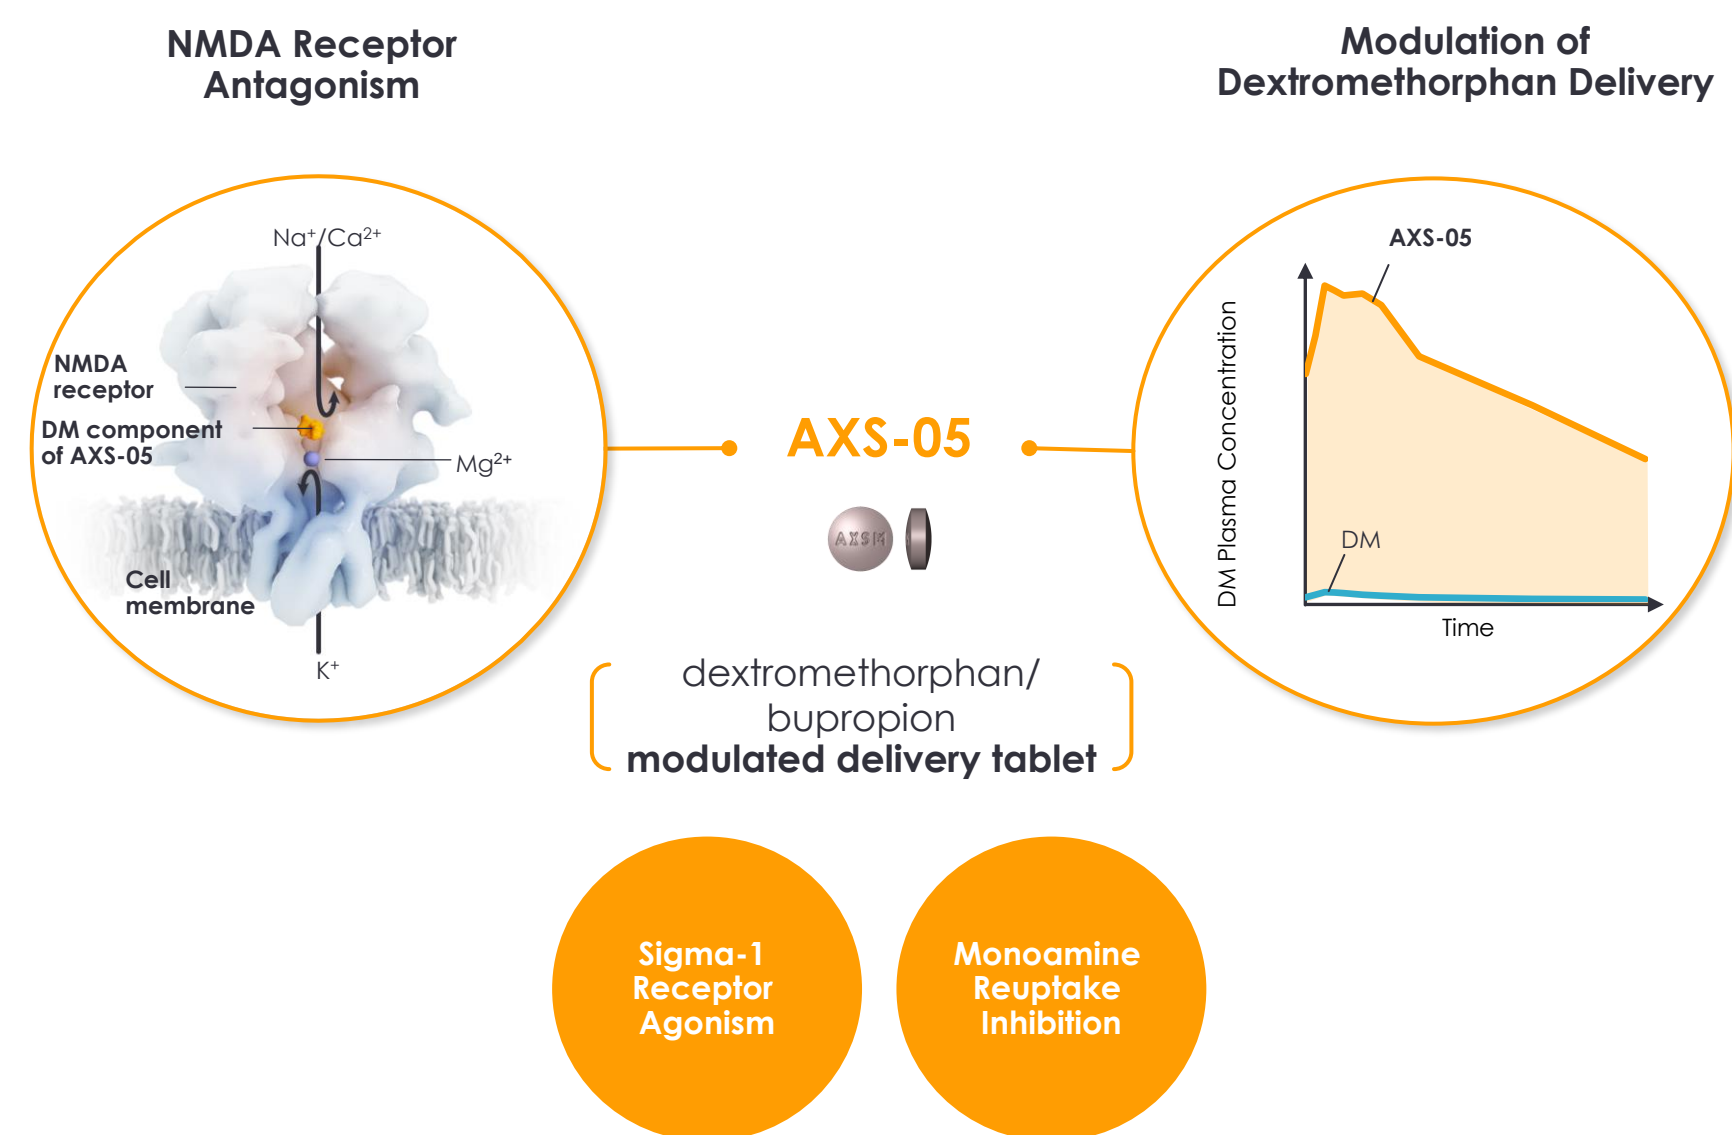 NMDA Receptor
Antagonism
Modulation of
Dextromethorphan Delivery
Na⁺/Ca²⁺
NMDA
receptor
DM component
of AXS-05
Mg²⁺
Cell
membrane
K⁺
AXS-05
AXSM
dextromethorphan/
bupropion
modulated delivery tablet
AXS-05
DM Plasma Concentration
DM
Time
Sigma-1
Receptor
Agonism
Monoamine
Reuptake
Inhibition